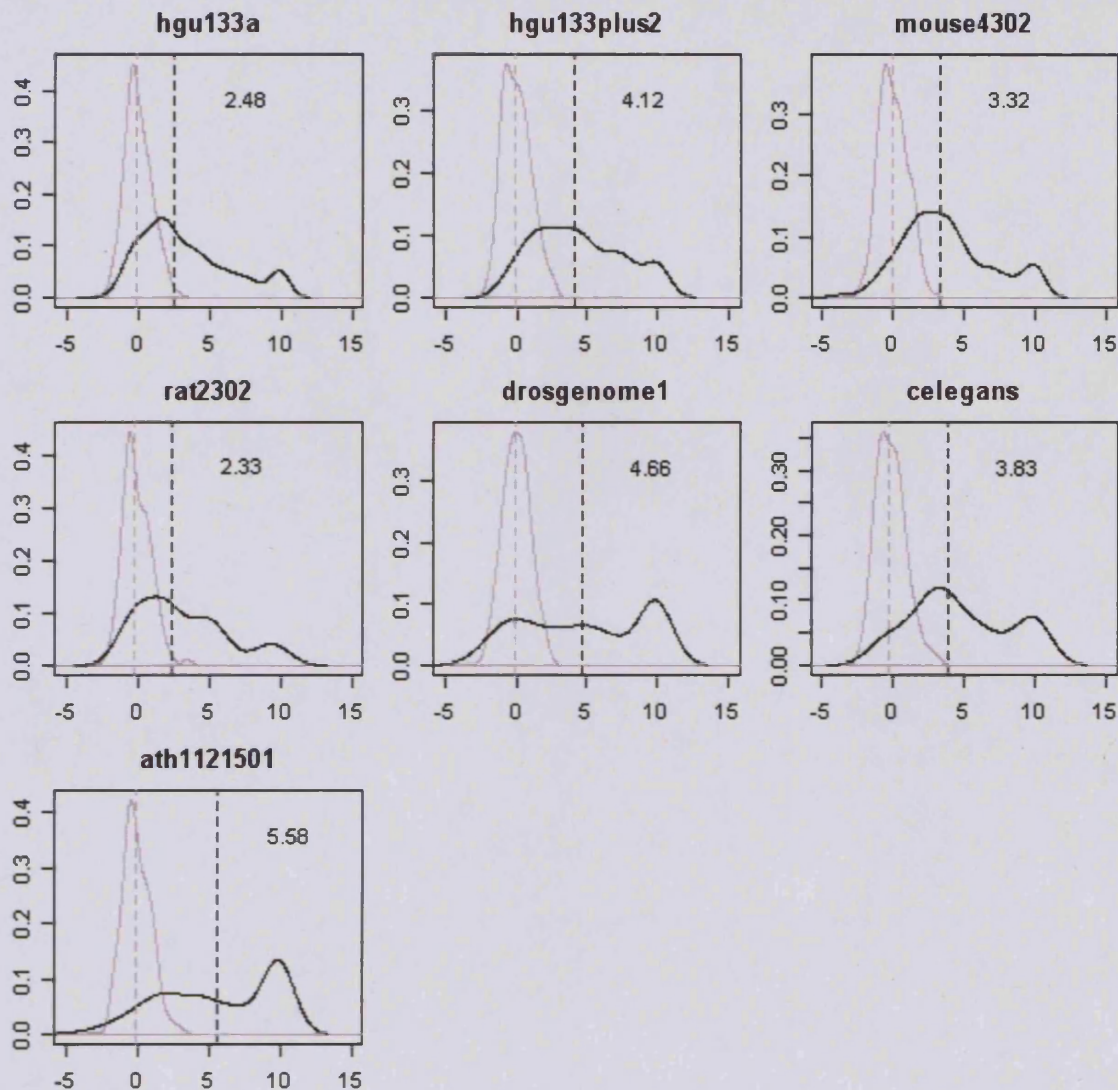 hgu133a hgu133plus2 mouse4302
2.48 4.12 3.32
0.0 0.1 0.2 0.3 0.4
0.0 0.1 0.2 0.3
0.0 0.1 0.2 0.3
-5 0 5 10 15
-5 0 5 10 15
-5 0 5 10 15
rat2302 drosgenome1 celegans
2.33 4.66 3.83
0.0 0.1 0.2 0.3 0.4
0.0 0.1 0.2 0.3
0.00 0.10 0.20 0.30
-5 0 5 10 15
-5 0 5 10 15
-5 0 5 10 15
ath1121501
5.58
0.0 0.1 0.2 0.3 0.4
-5 0 5 10 15